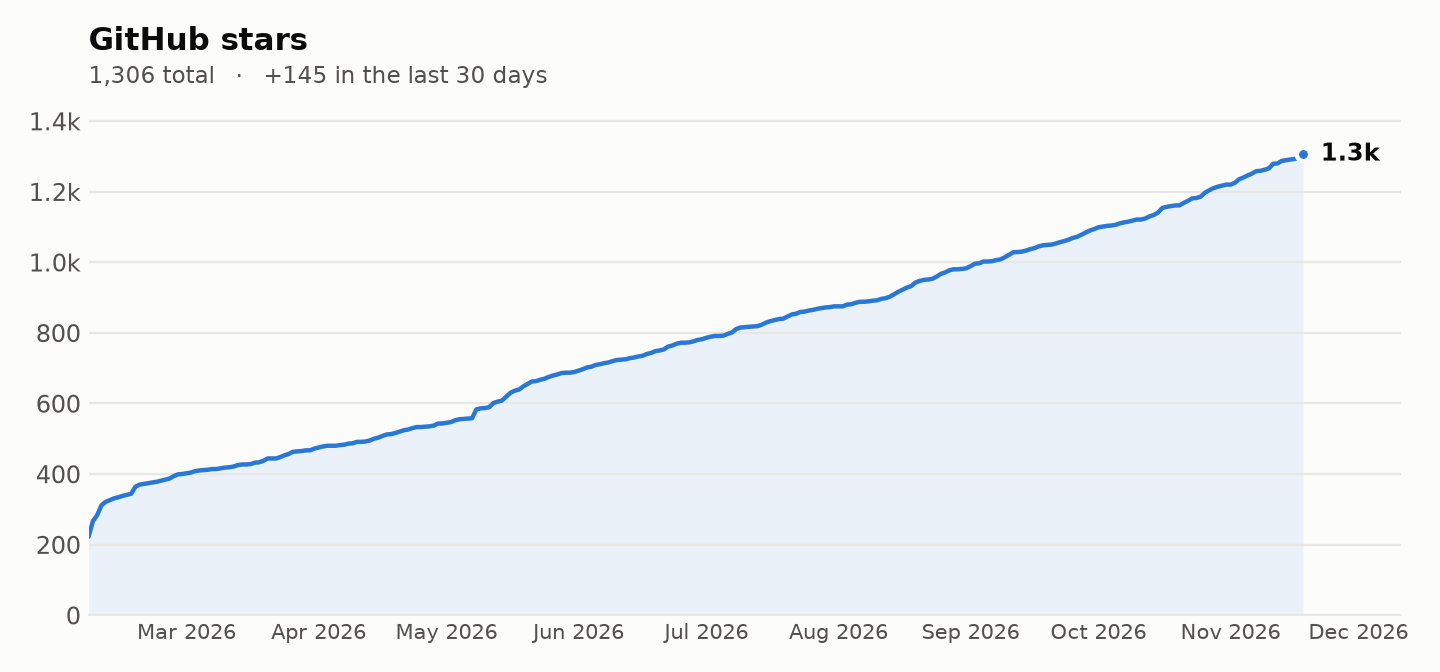 GitHub stars
1,306 total · +145 in the last 30 days
1.4k
1.3k
1.2k
1.0k
800
600
400
200
0
Mar 2026 Apr 2026 May 2026 Jun 2026 Jul 2026 Aug 2026 Sep 2026 Oct 2026 Nov 2026 Dec 2026